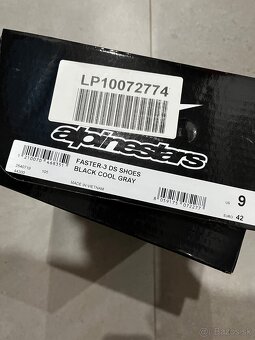 LP10072774
alpinestars
FASTER-3 DS SHOES
BLACK COOL GRAY
MADE IN VIETNAM
US 9
EURO 42